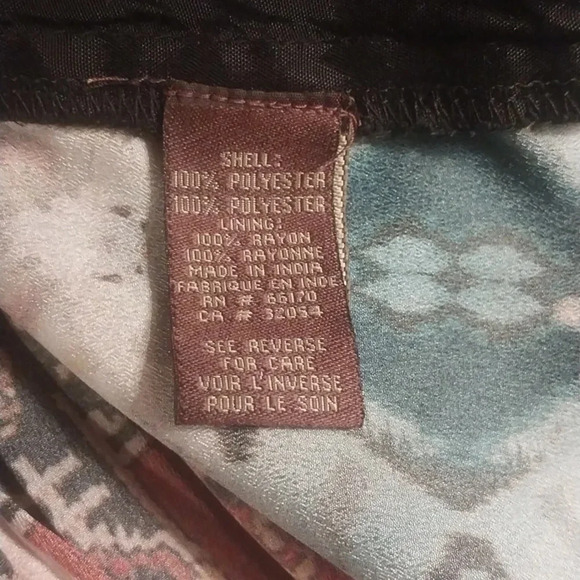 SHELL:
100% POLYESTER
100% POLYESTER
LINING:
100% RAYON
100% RAYONNE
MADE IN INDIA
FABRIQUE EN INDE
RN # 66170
CA # 32054
SEE REVERSE
FOR CARE
VOIR L'INVERSE
POUR LE SOIN